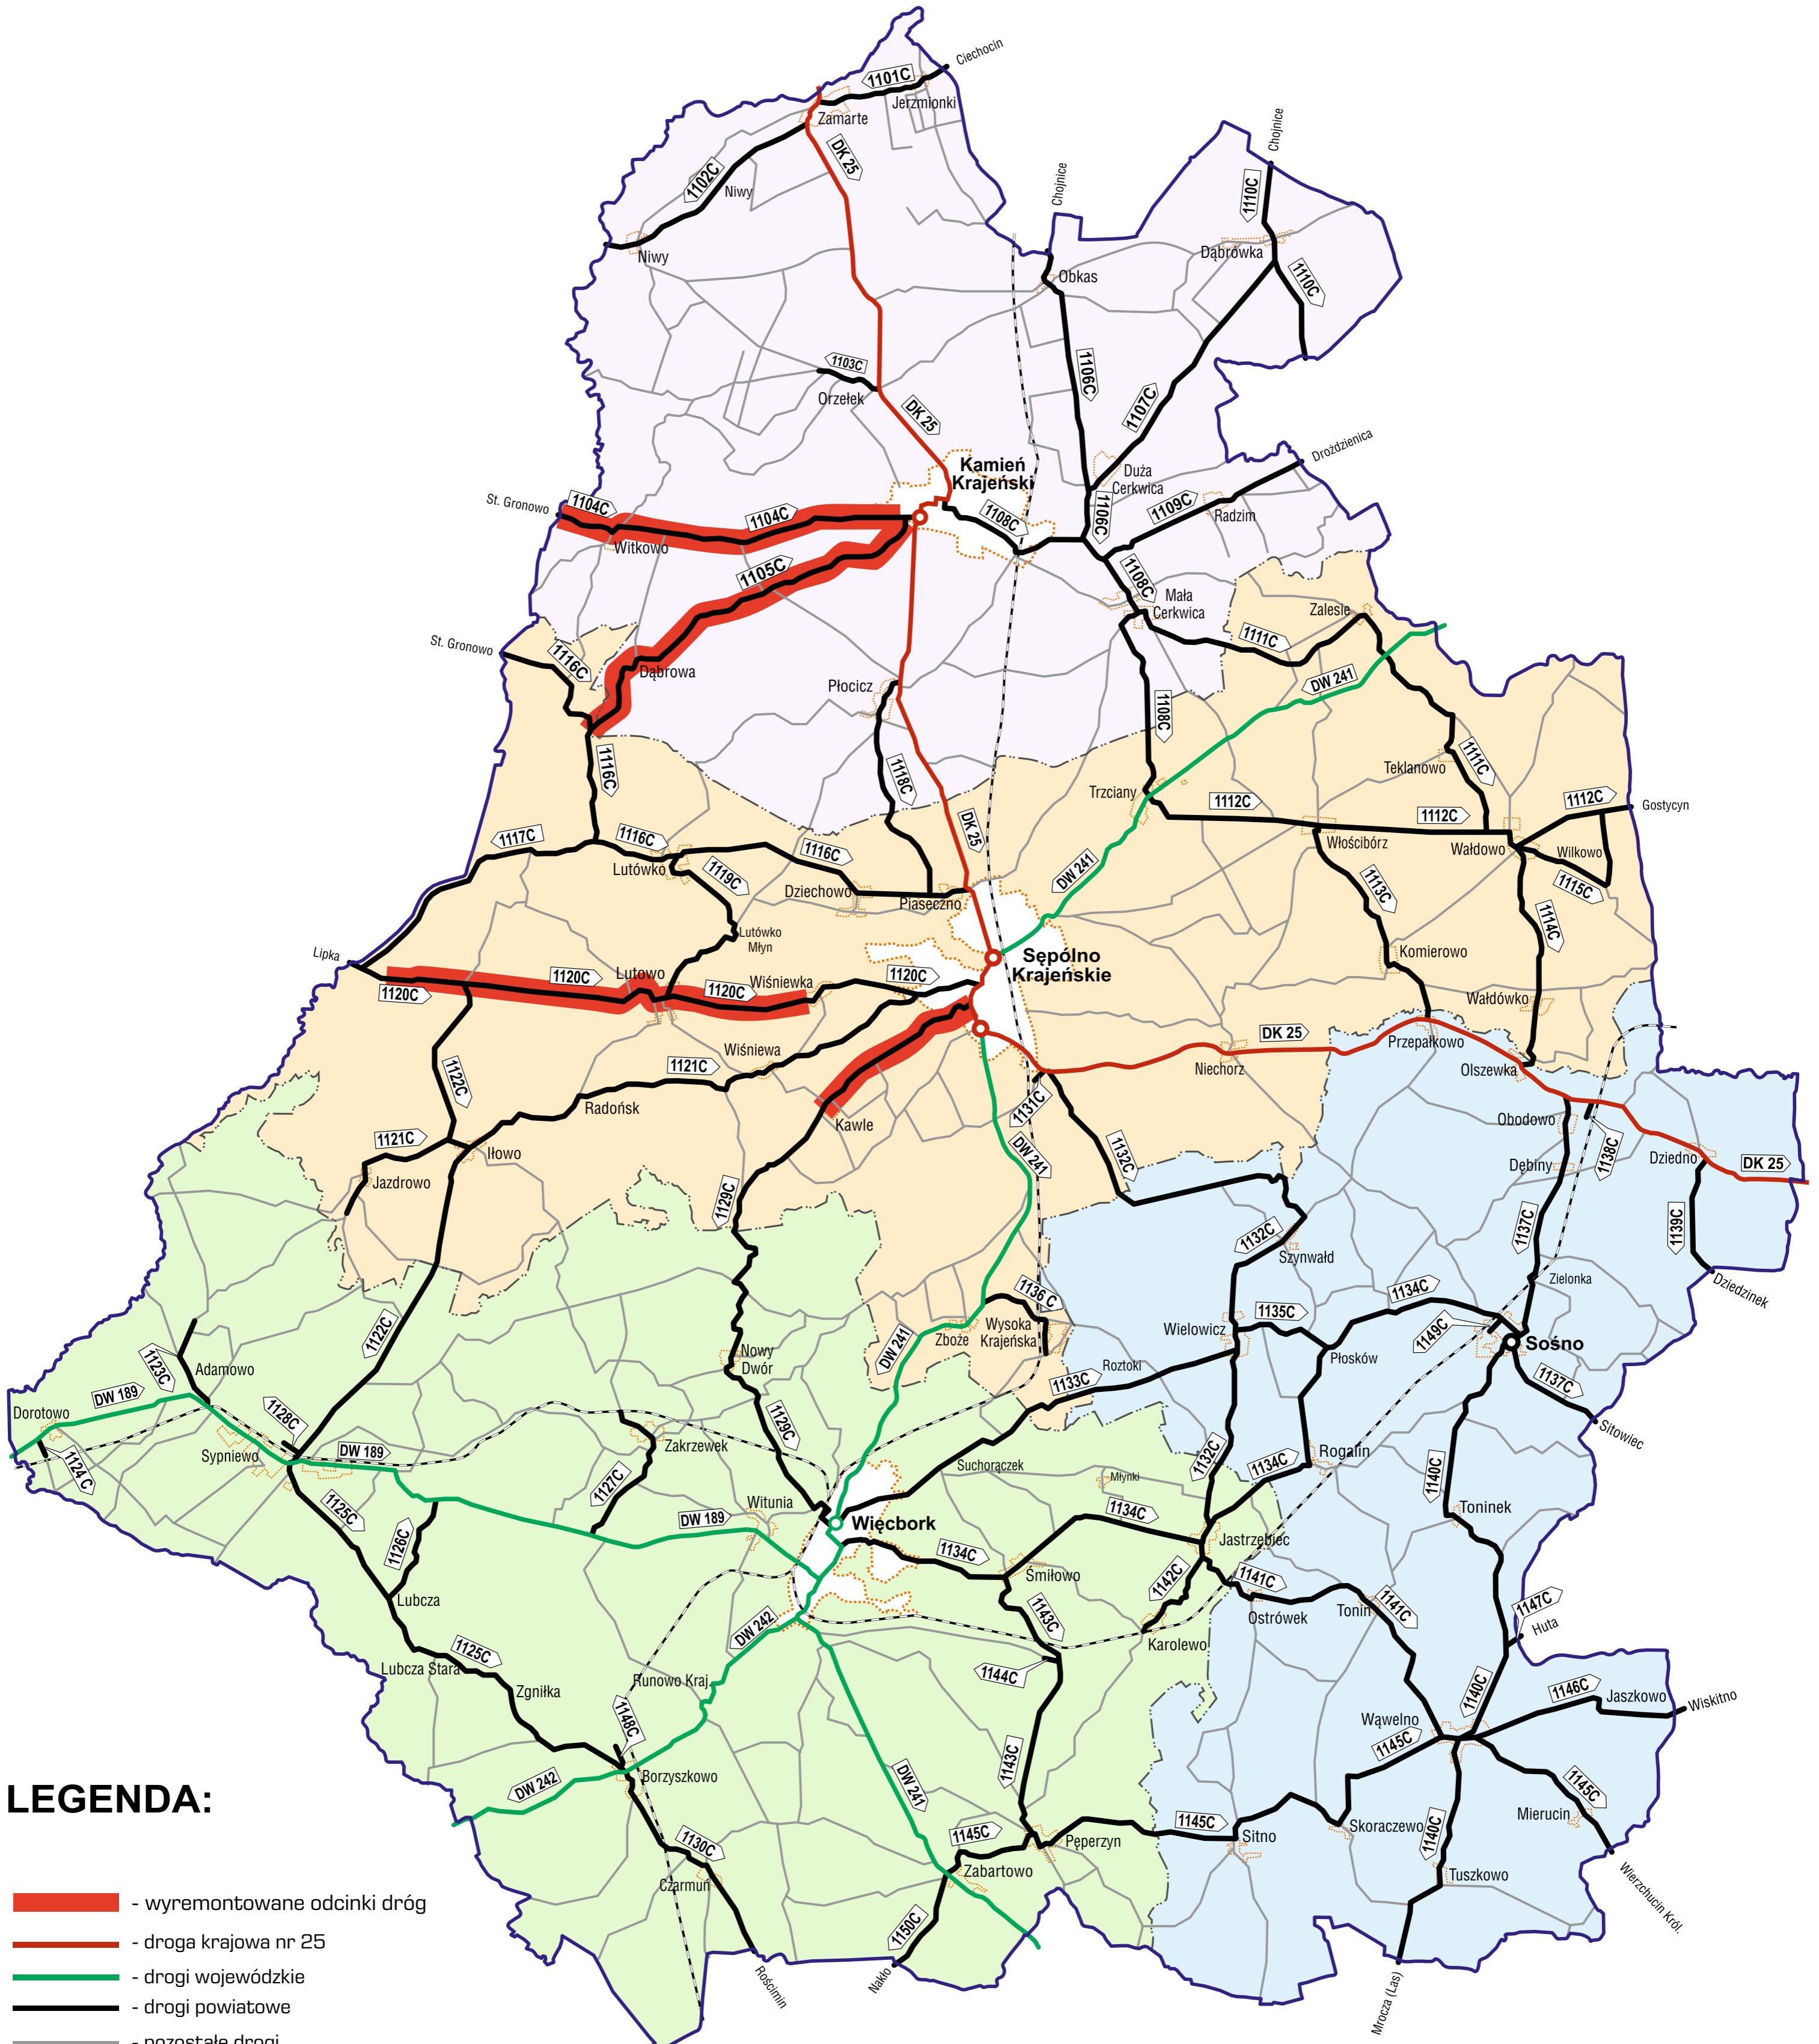 Ciechocin
1101C
Jerzmionki
Zamarte
DK 25
Chojnice
1102C
Niwy
Chojnice
1110C
Niwy
Dąbrówka
Obkas
1110C
1103C
Orzełek
1106C
1107C
DK 25
Drożdzienica
Kamień
Krajeński
Duża
Cerkwica
St. Gronowo
1104C
1104C
1108C
1106C
1109C
Radzim
Witkowo
1105C
1108C
Mała
Cerkwica
Zalesie
St. Gronowo
1116C
1111C
Dąbrowa
Płocicz
DW 241
1108C
1116C
1118C
Teklanowo
1111C
Trzciany
1112C
1112C
1112C
Gostycyn
DK 25
1117C
1116C
1116C
Włościbórz
Wałdowo
Wilkowo
Lutówko
1119C
Dziechowo
Piaseczno
DW 241
1113C
1115C
Lutówko
Młyn
1114C
Lipka
Komierowo
Sępólno
Krajeńskie
1120C
Lutowo
1120C
Wiśniewka
1120C
1120C
Wałdówko
DK 25
Przepałkowo
Wiśniewa
1121C
Niechorz
Olszewka
1122C
Radońsk
1131C
Kawle
Obodowo
1138C
1121C
Iłowo
DW 241
1132C
Dziedno
DK 25
Jazdrowo
Dębiny
1129C
1137C
1139C
1132C
Szynwałd
Zielonka
Dziedzinek
1136 C
1134C
1122C
Zboże
Wysoka
Krajeńska
Wielowicz
1135C
1149C
Sośno
DW 241
Nowy
Dwór
Płosków
1123C
Adamowo
Roztoki
1133C
1137C
DW 189
Dorotowo
1128C
Sitowiec
1129C
Zakrzewek
Rogalin
Sypniewo
DW 189
1124 C
Suchorączek
Młynki
1132C
1134C
1140C
1127C
1125C
Witunia
DW 189
1134C
Toninek
Więcbork
1126C
1134C
Jastrzębiec
Śmiłowo
1142C
1141C
Lubcza
Ostrówek
Tonin
1141C
1147C
Huta
1143C
DW 242
Karolewo
1125C
Lubcza Stara
1144C
Runowo Kraj.
Zgniłka
1140C
1146C
Jaszkowo
Wiskitno
1148C
Wąwelno
1145C
1143C
LEGENDA:
DW 242
Borzyszkowo
DW 241
1145C
Mierucin
1145C
1145C
Skoraczewo
1130C
Pęperzyn
Sitno
1140C
Zabartowo
Tuszkowo
Czarmuń
Wierzchucin Król.
- wyremontowane odcinki dróg
1150C
- droga krajowa nr 25
- drogi wojewódzkie
Rościmin
Nakło
- drogi powiatowe
Mrocza (Las)
- pozostałe drogi